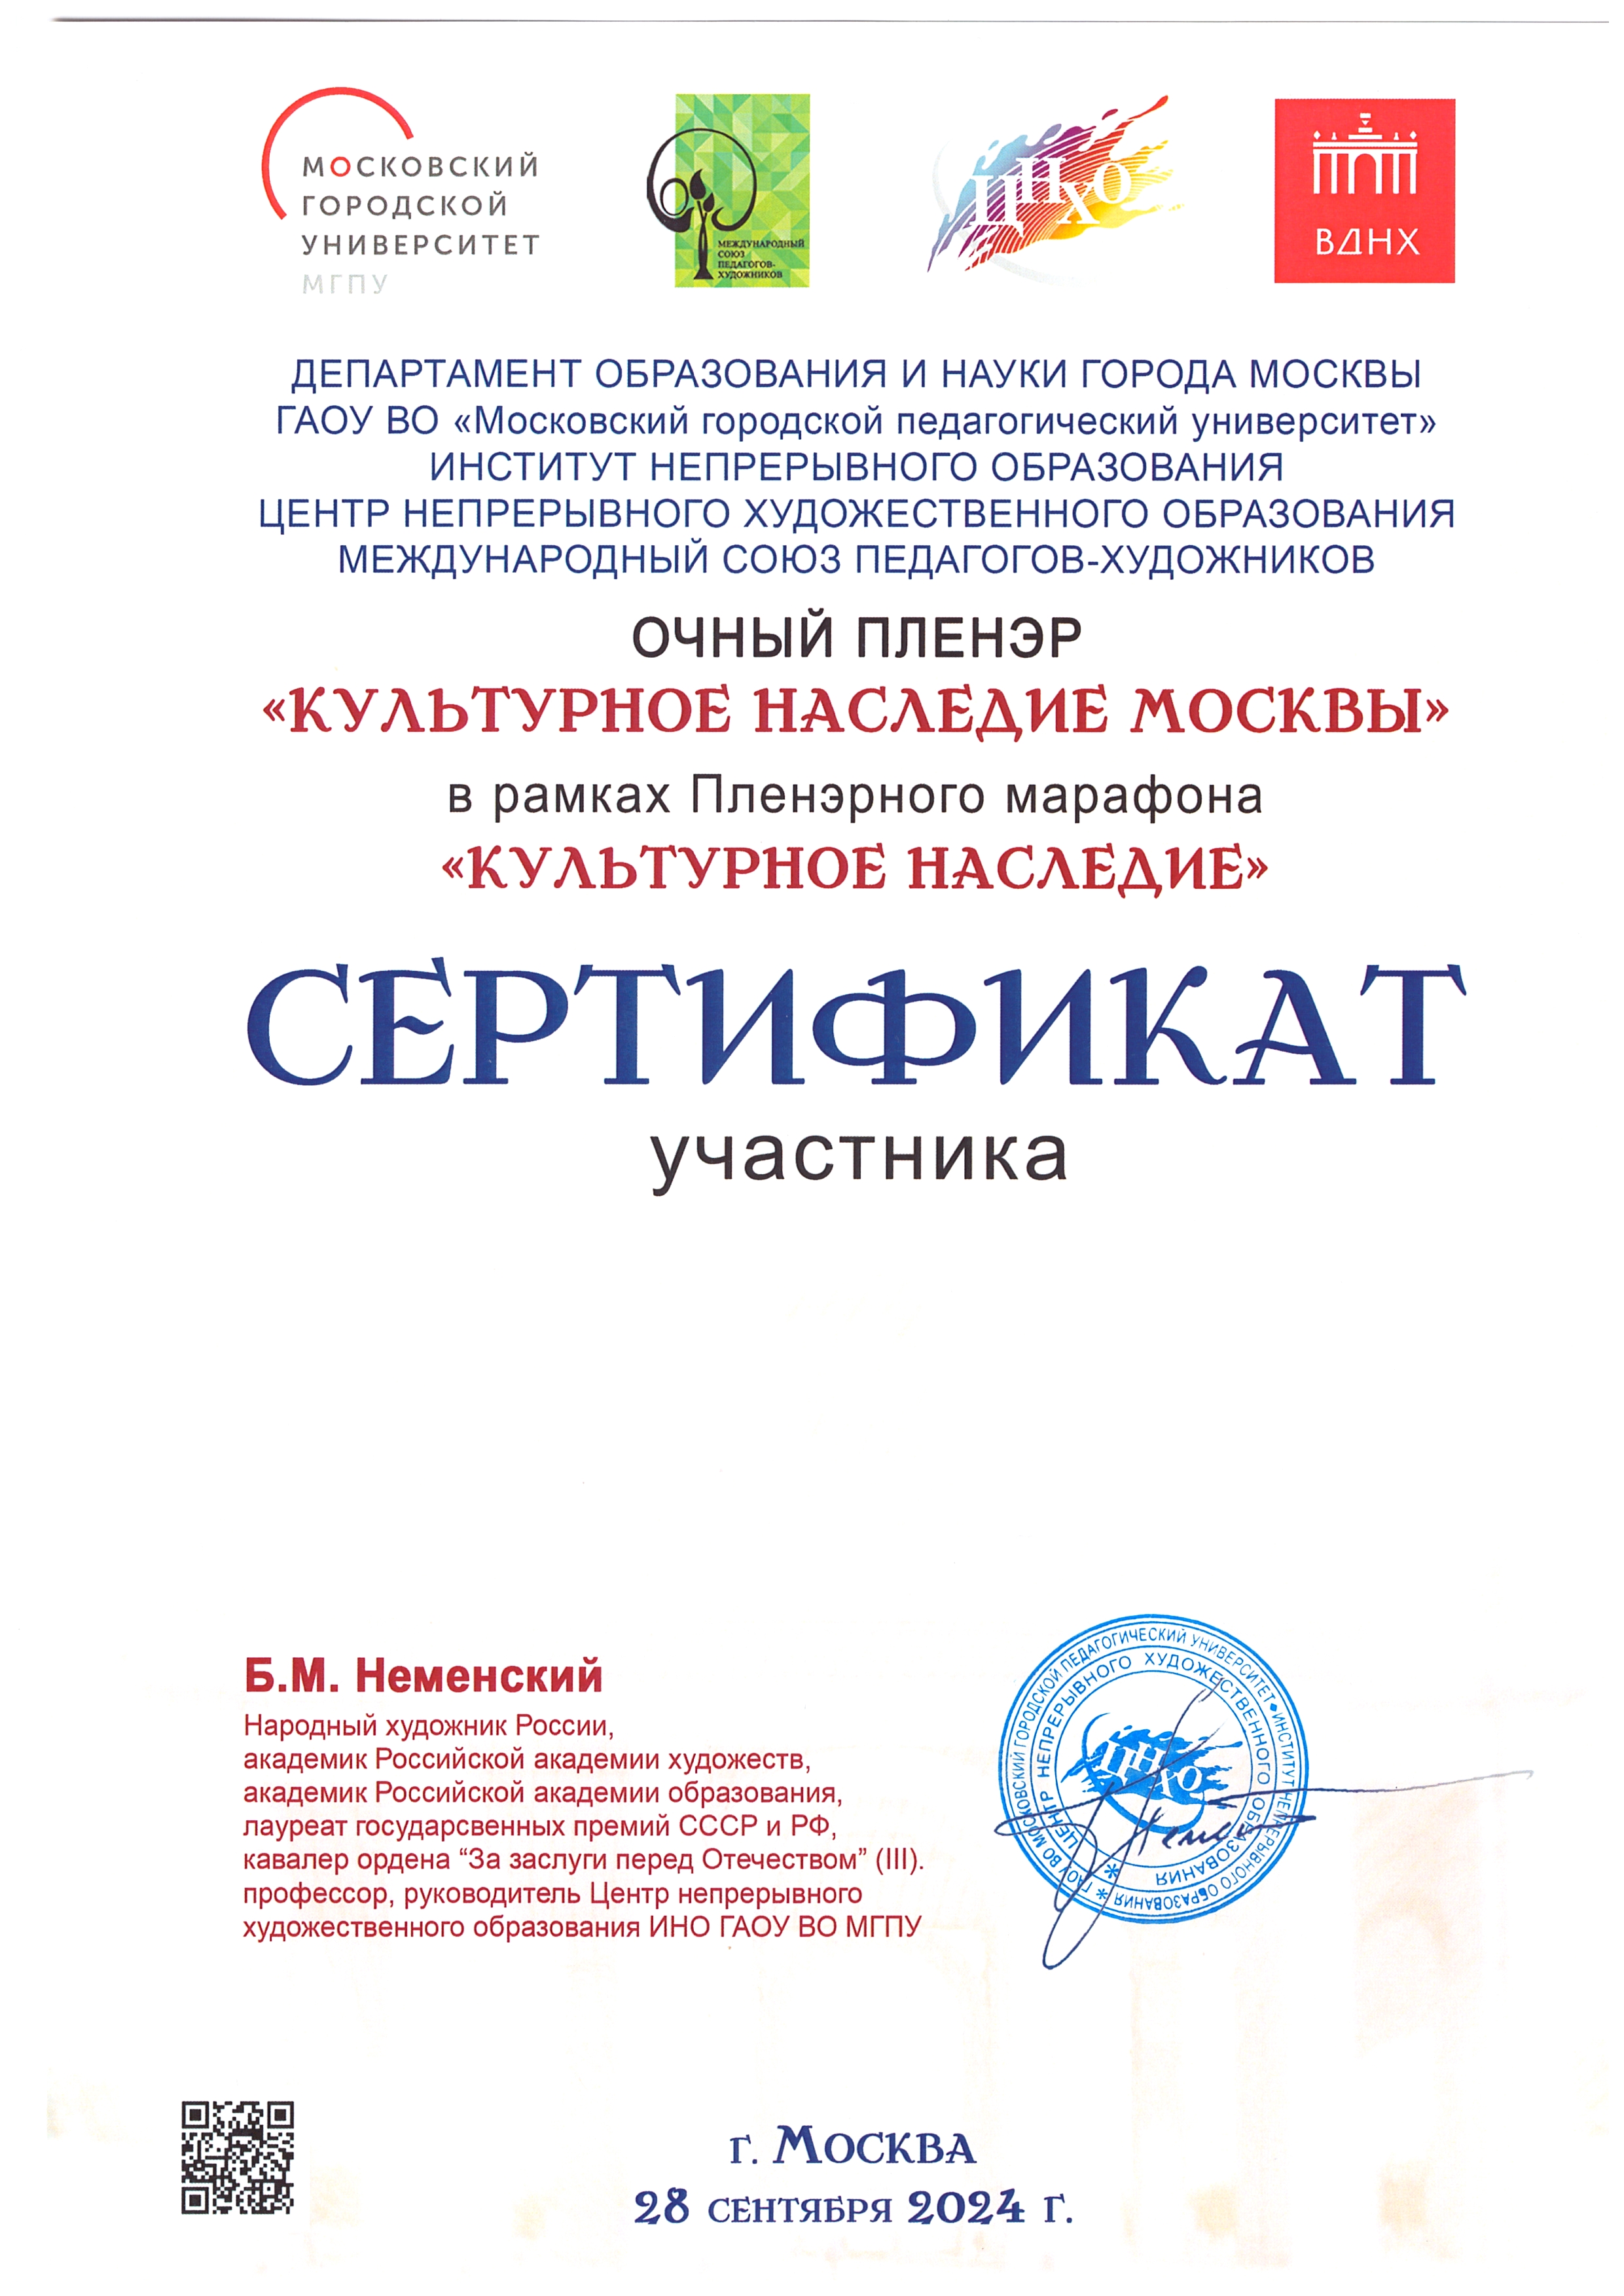 МОСКОВСКИЙ
ГОРОДСКОЙ
УНИВЕРСИТЕТ
МГПУ
МЕЖДУНАРОДНЫЙ
СОЮЗ
ПЕДАГОГОВ-
ХУДОЖНИКОВ
ЦНХО
ВДНХ
ДЕПАРТАМЕНТ ОБРАЗОВАНИЯ И НАУКИ ГОРОДА МОСКВЫ
ГАОУ ВО «Московский городской педагогический университет»
ИНСТИТУТ НЕПРЕРЫВНОГО ОБРАЗОВАНИЯ
ЦЕНТР НЕПРЕРЫВНОГО ХУДОЖЕСТВЕННОГО ОБРАЗОВАНИЯ
МЕЖДУНАРОДНЫЙ СОЮЗ ПЕДАГОГОВ-ХУДОЖНИКОВ
ОЧНЫЙ ПЛЕНЭР
«КУЛЬТУРНОЕ НАСЛЕДИЕ МОСКВЫ»
в рамках Пленэрного марафона
«КУЛЬТУРНОЕ НАСЛЕДИЕ»
СЕРТИФИКАТ
участника
Б.М. Неменский
Народный художник России,
академик Российской академии художеств,
академик Российской академии образования,
лауреат государсвенных премий СССР и РФ,
кавалер ордена “За заслуги перед Отечеством” (III).
профессор, руководитель Центр непрерывного
художественного образования ИНО ГАОУ ВО МГПУ
ГАОУ ВО МОСКОВСКИЙ ГОРОДСКОЙ ПЕДАГОГИЧЕСКИЙ УНИВЕРСИТЕТ • ИНСТИТУТ НЕПРЕРЫВНОГО ОБРАЗОВАНИЯ *
ЦЕНТР НЕПРЕРЫВНОГО ХУДОЖЕСТВЕННОГО ОБРАЗОВАНИЯ *
ЦНХО
г. Москва
28 сентября 2024 г.